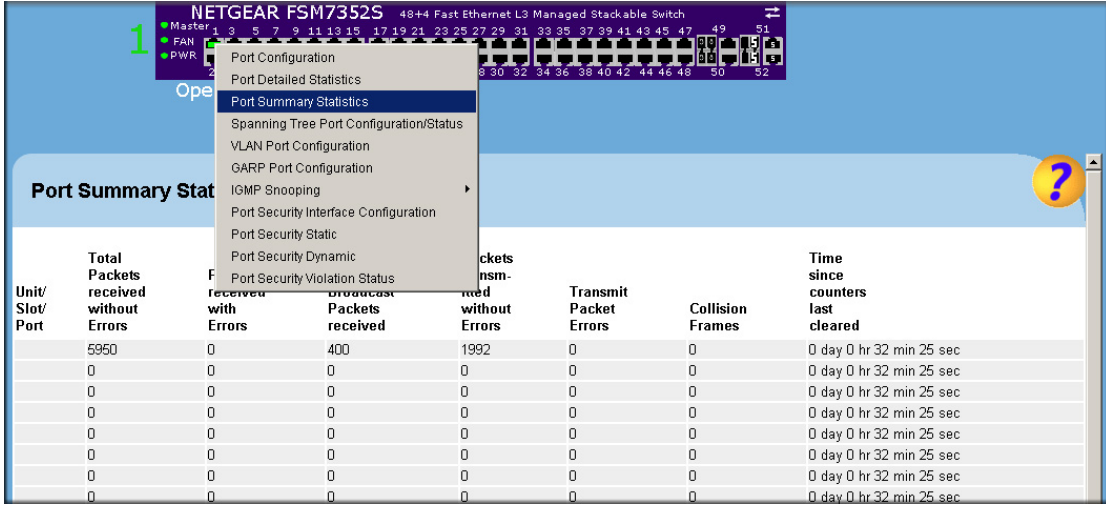 NETGEAR FSM7352S 48+4 Fast Ethernet L3 Managed Stackable Switch
1
Master
FAN
PWR
1 3 5 7 9 11 13 15 17 19 21 23 25 27 29 31 33 35 37 39 41 43 45 47 49 51
2 30 32 34 36 38 40 42 44 46 48 50 52
Port Configuration
Port Detailed Statistics
Port Summary Statistics
Spanning Tree Port Configuration/Status
VLAN Port Configuration
GARP Port Configuration
IGMP Snooping
Port Security Interface Configuration
Port Security Static
Port Security Dynamic
Port Security Violation Status
Port Summary Stat
?
Unit/
Slot/
Port
Total
Packets
received
without
Errors
received
with
Errors
Broadcast
Packets
received
without
Errors
Transmit
Packet
Errors
Collision
Frames
Time
since
counters
last
cleared
5950 0 400 1992 0 0 0 day 0 hr 32 min 25 sec
0 0 0 0 0 0 0 day 0 hr 32 min 25 sec
0 0 0 0 0 0 0 day 0 hr 32 min 25 sec
0 0 0 0 0 0 0 day 0 hr 32 min 25 sec
0 0 0 0 0 0 0 day 0 hr 32 min 25 sec
0 0 0 0 0 0 0 day 0 hr 32 min 25 sec
0 0 0 0 0 0 0 day 0 hr 32 min 25 sec
0 0 0 0 0 0 0 day 0 hr 32 min 25 sec